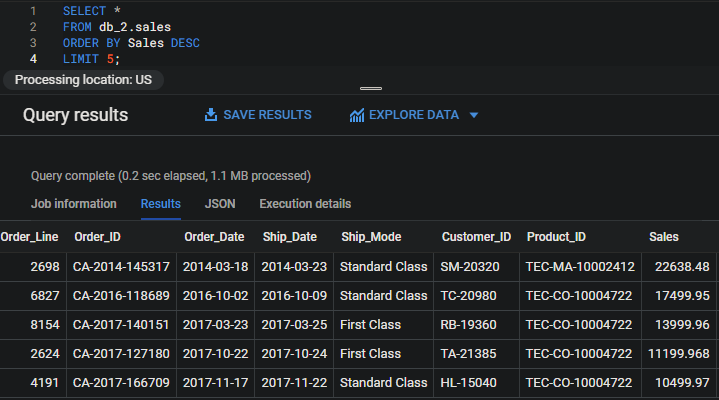 1 SELECT *
2 FROM db_2.sales
3 ORDER BY Sales DESC
4 LIMIT 5;
Processing location: US
Query results SAVE RESULTS EXPLORE DATA
Query complete (0.2 sec elapsed, 1.1 MB processed)
Job information Results JSON Execution details
Order_Line Order_ID Order_Date Ship_Date Ship_Mode Customer_ID Product_ID Sales
2698 CA-2014-145317 2014-03-18 2014-03-23 Standard Class SM-20320 TEC-MA-10002412 22638.48
6827 CA-2016-118689 2016-10-02 2016-10-09 Standard Class TC-20980 TEC-CO-10004722 17499.95
8154 CA-2017-140151 2017-03-23 2017-03-25 First Class RB-19360 TEC-CO-10004722 13999.96
2624 CA-2017-127180 2017-10-22 2017-10-24 First Class TA-21385 TEC-CO-10004722 11199.968
4191 CA-2017-166709 2017-11-17 2017-11-22 Standard Class HL-15040 TEC-CO-10004722 10499.97